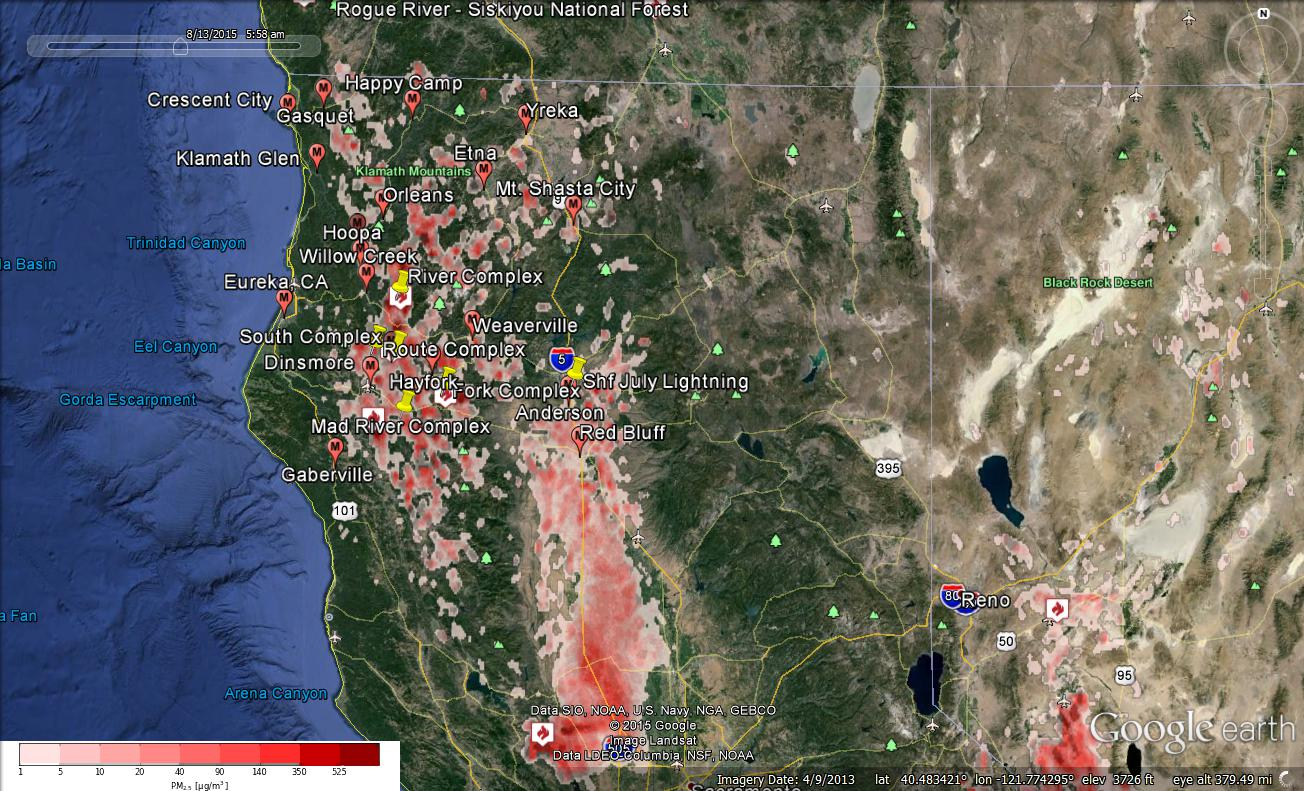 Rogue River - Siskiyou National Forest
N
8/13/2015 5:58 am
Happy Camp
Crescent City
Gasquet
Yreka
Klamath Glen
Etna
Klamath Mountains
Orleans
Mt. Shasta City
Hoopa
Trinidad Canyon
Willow Creek
la Basin
Eureka, CA
River Complex
Black Rock Desert
South Complex
Weaverville
Eel Canyon
Route Complex
Dinsmore
5
Hayfork
Fork Complex
Shf July Lightning
Gorda Escarpment
Anderson
Mad River Complex
Red Bluff
Gaberville
395
101
80
Reno
a Fan
50
95
Arena Canyon
Data SIO, NOAA, U.S. Navy, NGA, GEBCO
© 2015 Google
Image Landsat
Data LDEO-Columbia, NSF, NOAA
Google earth
1 5 10 20 40 90 140 350 525
PM2.5 [µg/m³]
Imagery Date: 4/9/2013 lat 40.483421° lon -121.774295° elev 3726 ft eye alt 379.49 mi
Sacramento